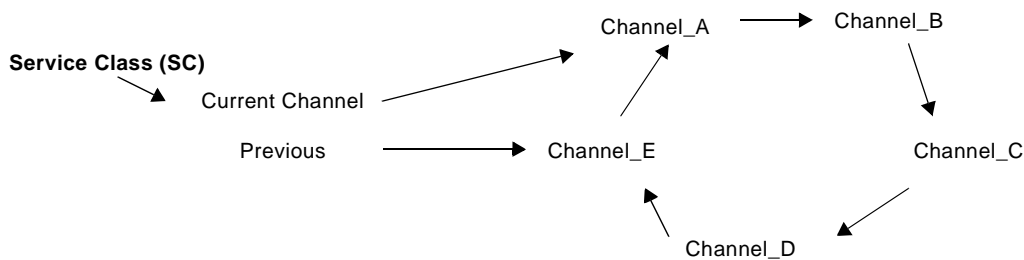 Service Class (SC)
Current Channel
Previous
Channel_A
Channel_B
Channel_C
Channel_D
Channel_E